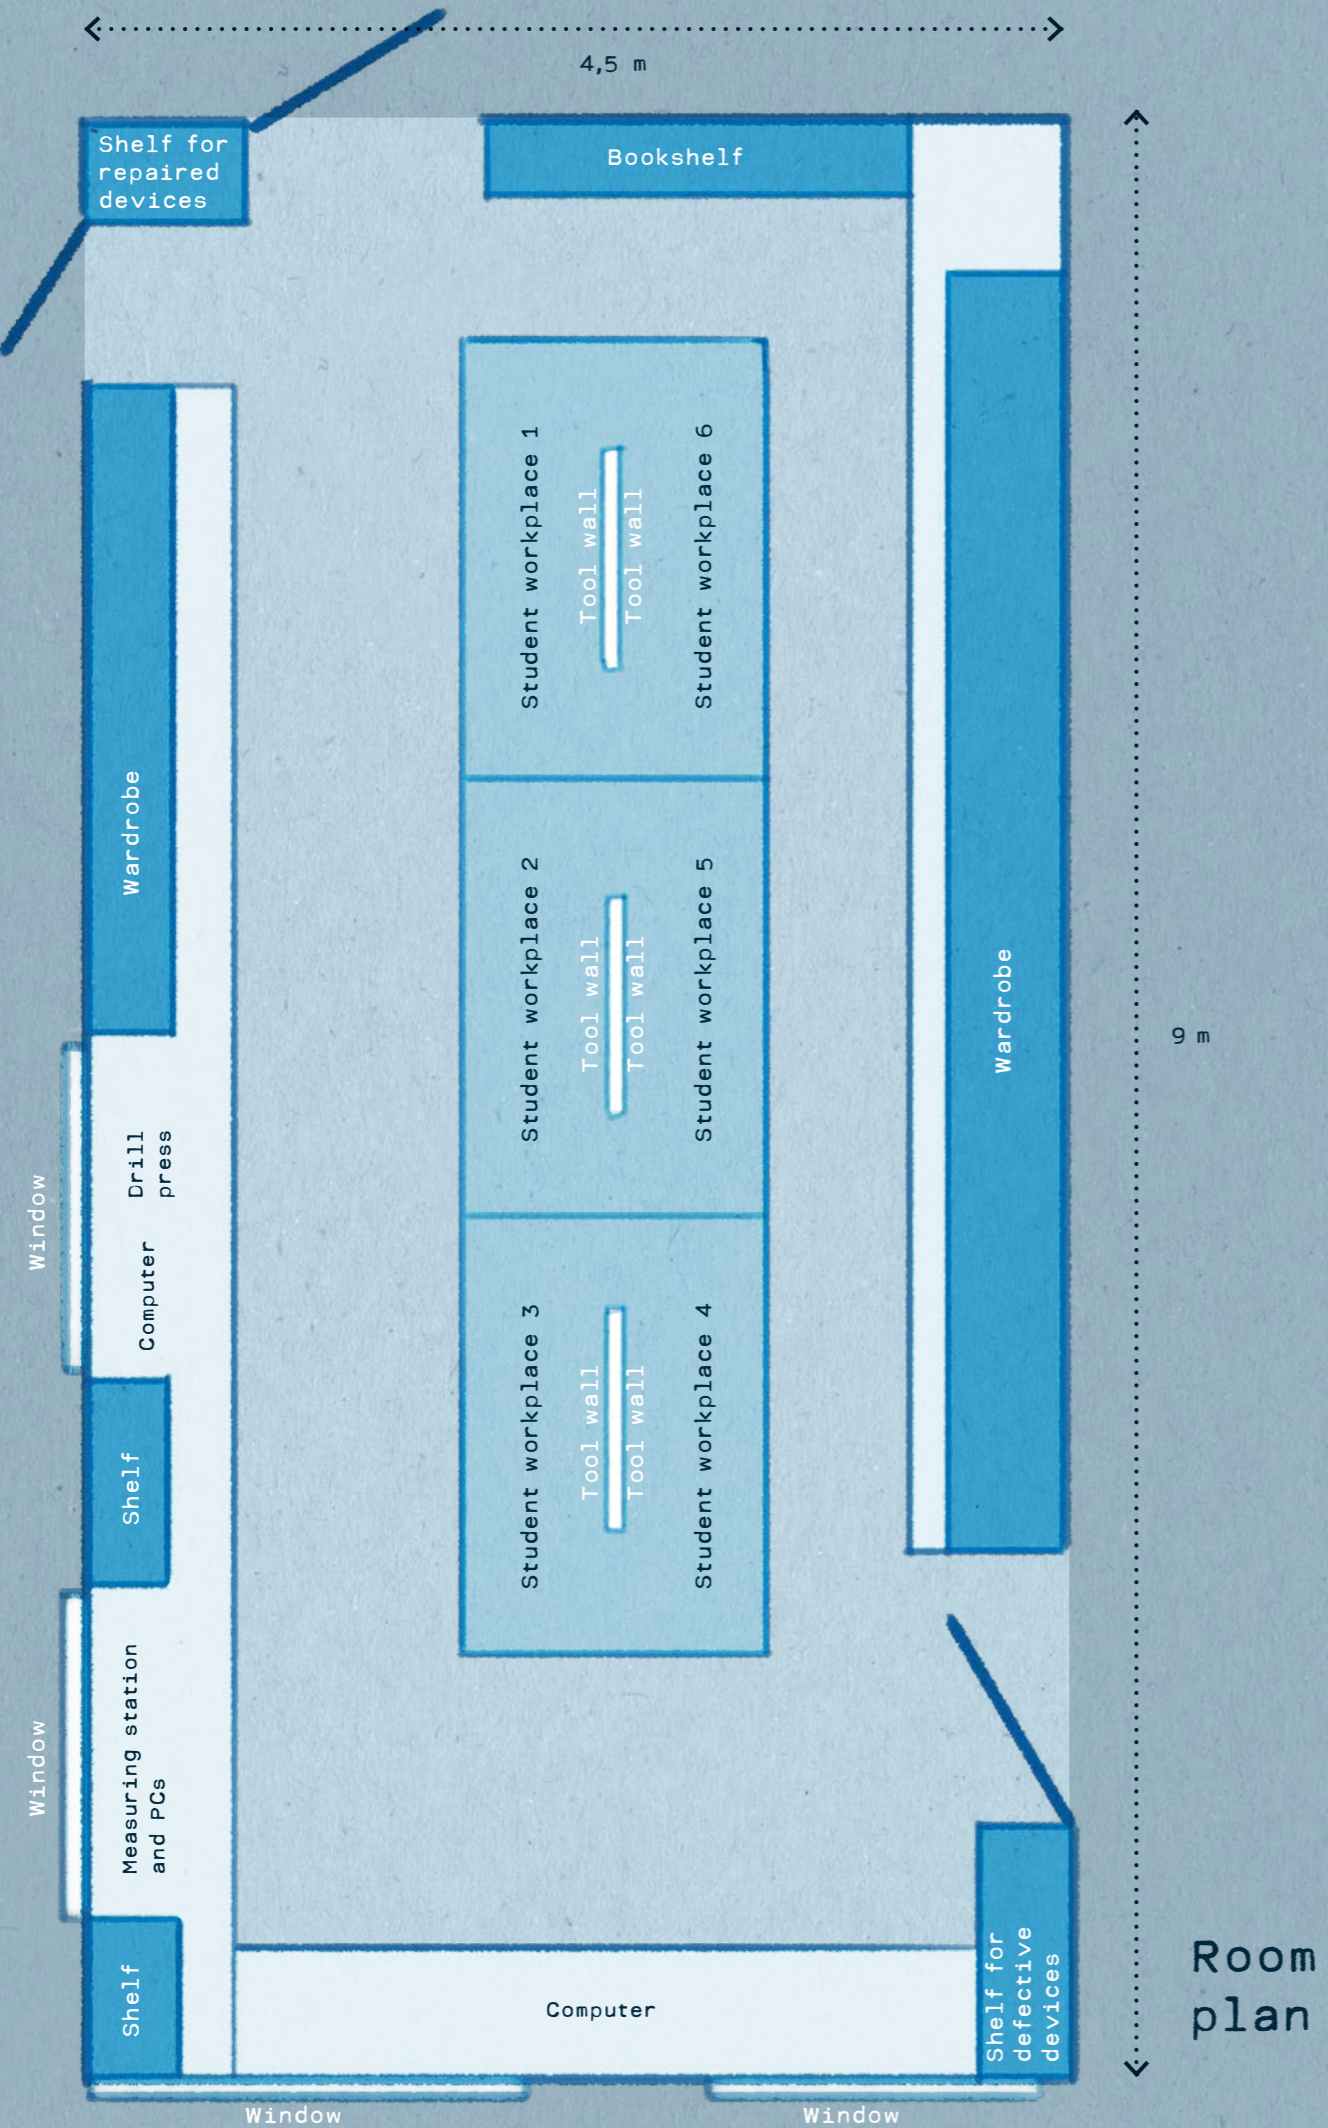 4,5 m
Shelf for
repaired
devices
Bookshelf
Student workplace 1
Tool wall
Tool wall
Student workplace 6
Wardrobe
Student workplace 2
Tool wall
Tool wall
Student workplace 5
Wardrobe
9 m
Window
Drill
press
Computer
Student workplace 3
Tool wall
Tool wall
Student workplace 4
Shelf
Window
Measuring station
and PCs
Shelf
Computer
Shelf for
defective
devices
Room
plan
Window
Window